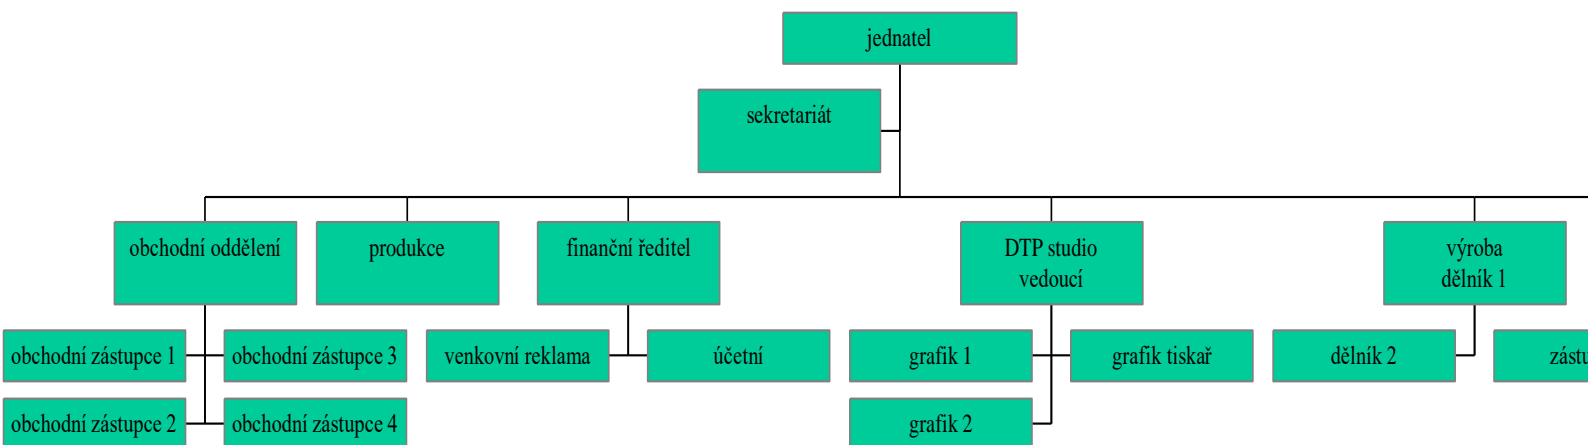 jednatel
sekretariát
obchodní oddělení
produkce
finanční ředitel
DTP studio
vedoucí
výroba
dělník 1
obchodní zástupce 1
obchodní zástupce 3
venkovní reklama
účetní
grafik 1
grafik tiskař
dělník 2
obchodní zástupce 2
obchodní zástupce 4
grafik 2